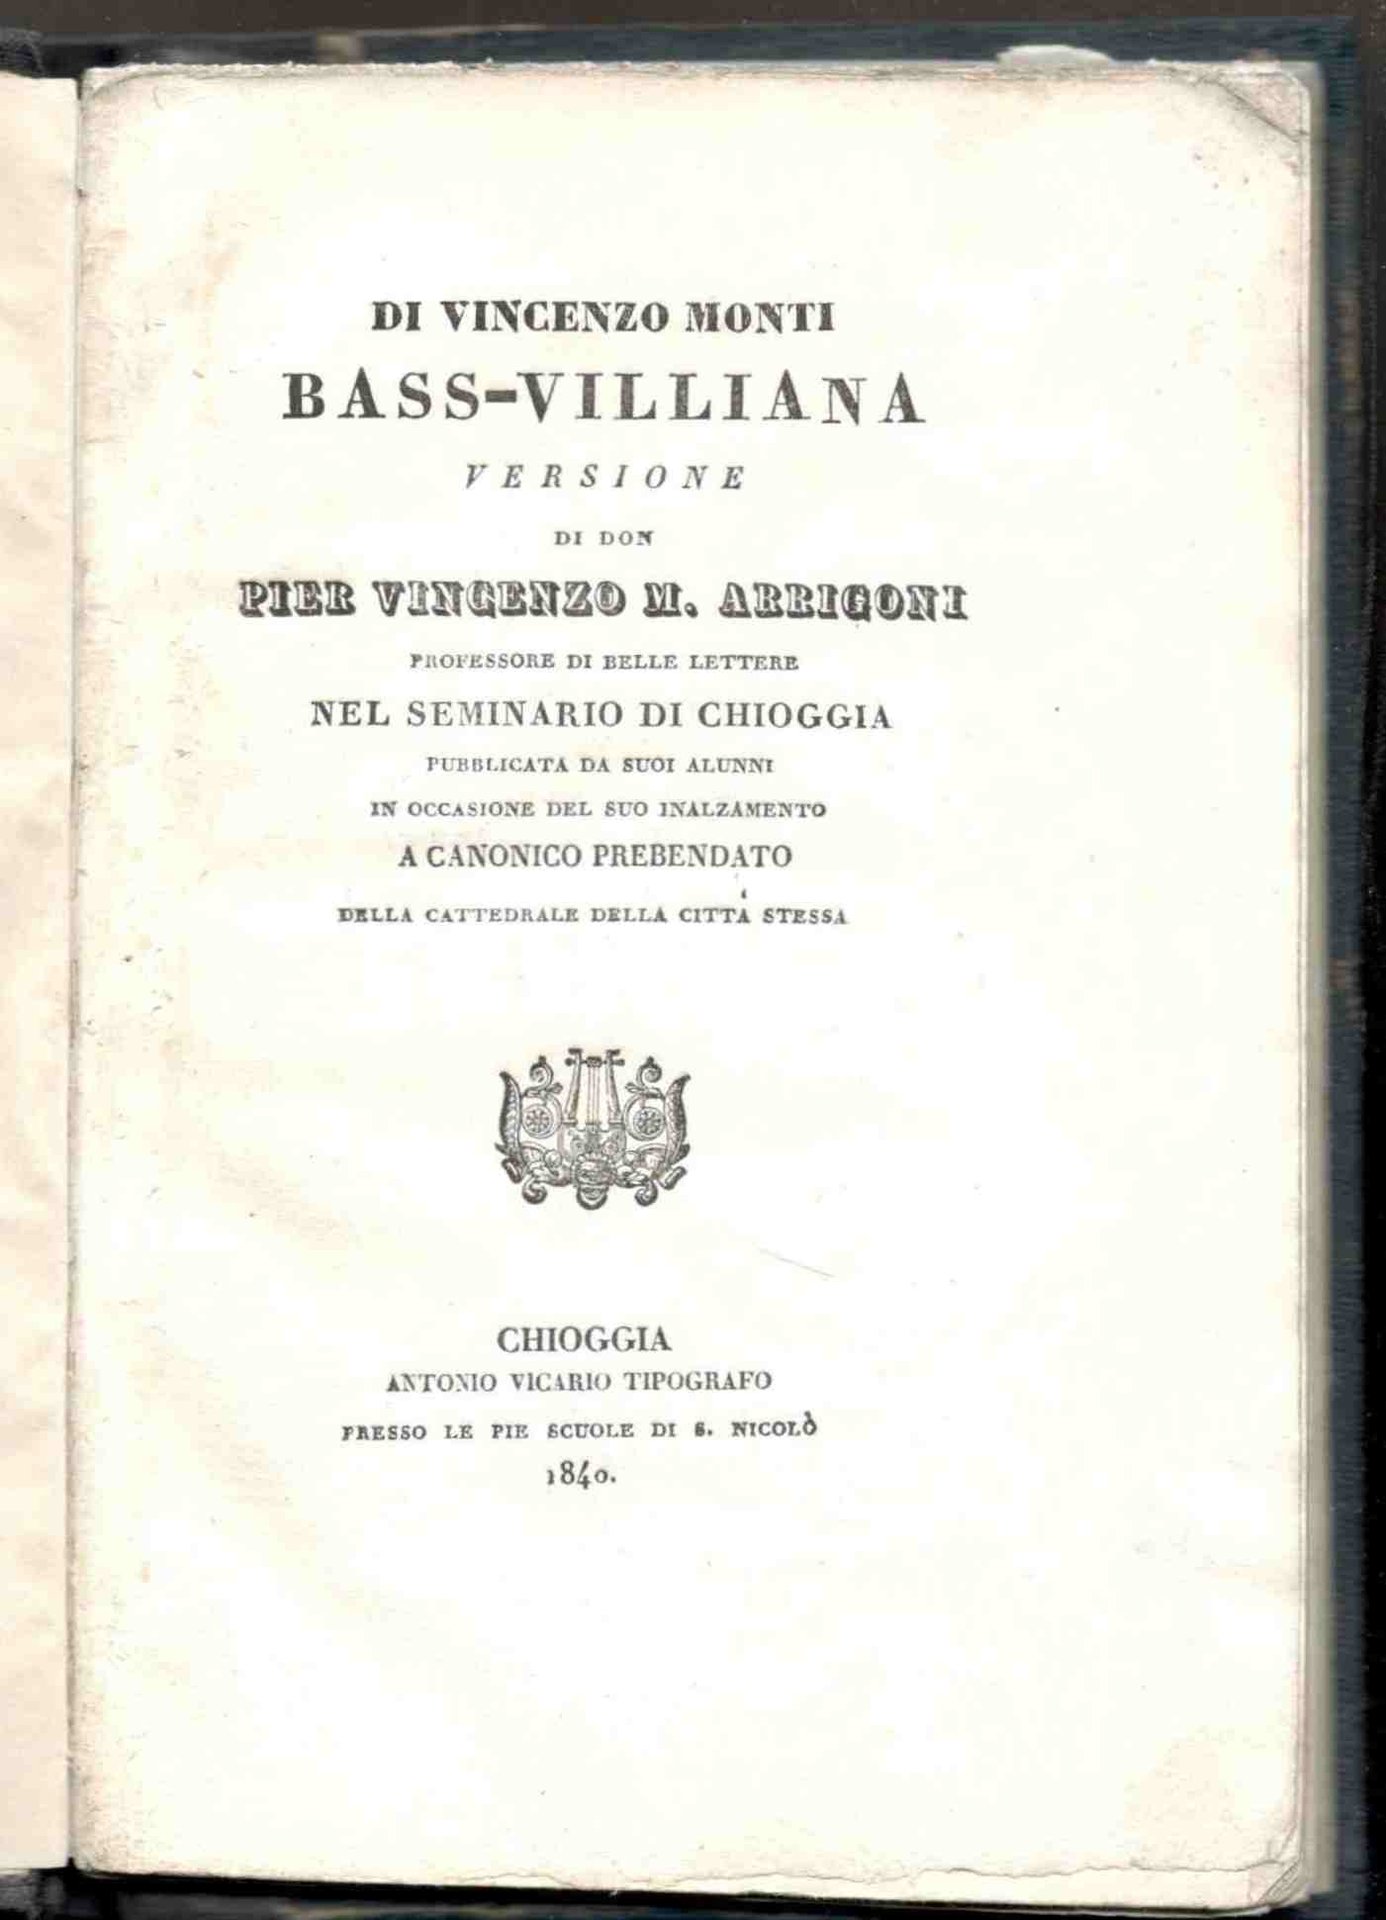 DI VINCENZO MONTI
BASS-VILLIANA
VERSIONE
DI DON
PIER VINCENZO M. ARRIGONI
PROFESSORE DI BELLE LETTERE
NEL SEMINARIO DI CHIOGGIA
PUBBLICATA DA SUOI ALUNNI
IN OCCASIONE DEL SUO INALZAMENTO
A CANONICO PREBENDATO
DELLA CATTEDRALE DELLA CITTÁ STESSA
CHIOGGIA
ANTONIO VICARIO TIPOGRAFO
PRESSO LE PIE SCUOLE DI S. NICOLÒ
1840.